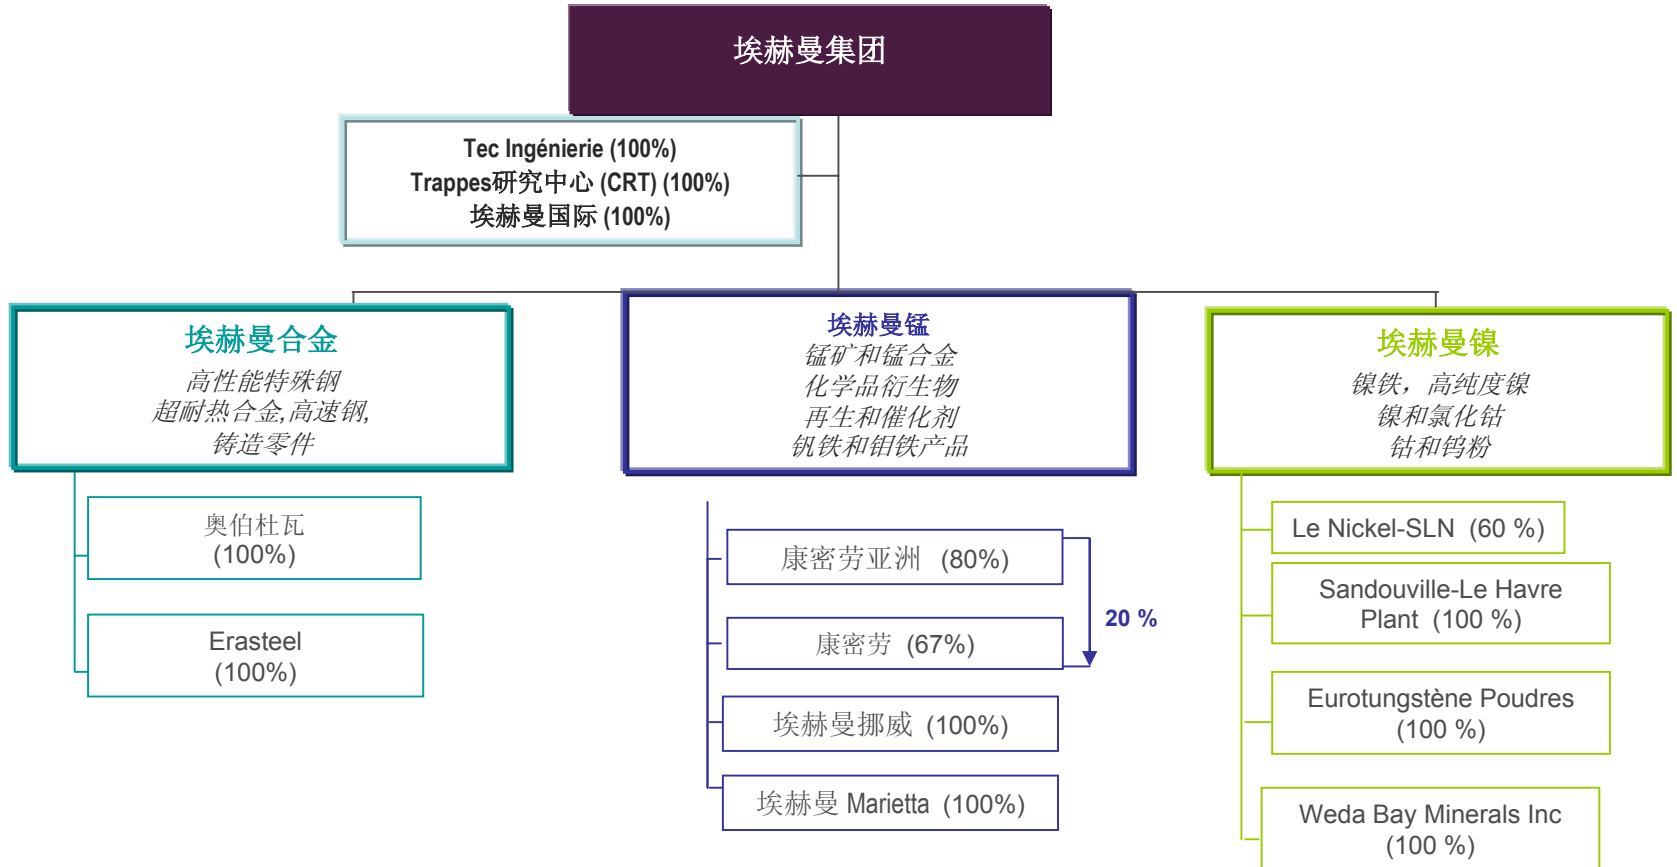 埃赫曼集团
Tec Ingénierie (100%)
Trappes研究中心 (CRT) (100%)
埃赫曼国际 (100%)
埃赫曼合金
高性能特殊钢
超耐热合金,高速钢,
铸造零件
奥伯杜瓦
(100%)
Erasteel
(100%)
埃赫曼锰
锰矿和锰合金
化学品衍生物
再生和催化剂
钒铁和钼铁产品
康密劳亚洲 (80%)
20 %
康密劳 (67%)
埃赫曼挪威 (100%)
埃赫曼 Marietta (100%)
埃赫曼镍
镍铁，高纯度镍
镍和氯化钴
钴和钨粉
Le Nickel-SLN (60 %)
Sandouville-Le Havre
Plant (100 %)
Eurotungstène Poudres
(100 %)
Weda Bay Minerals Inc
(100 %)